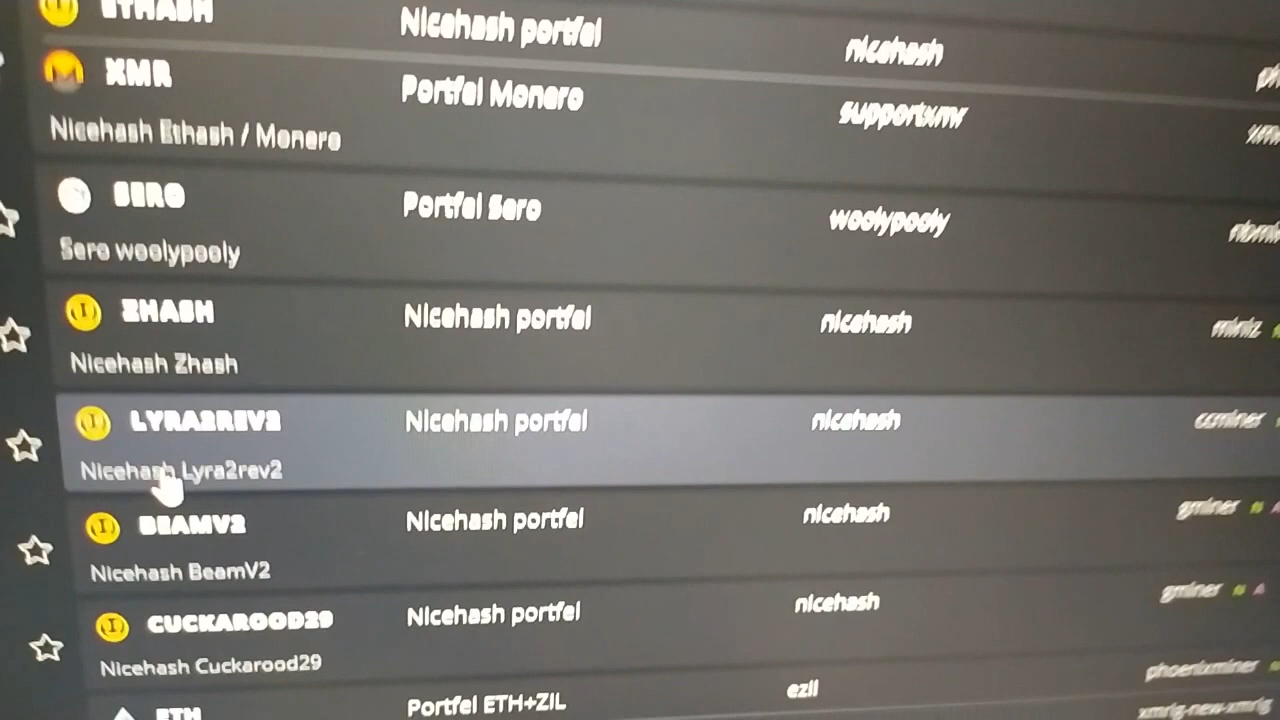 ETHASH Nicehash portfel nicehash
XMR Portfel Monero supportxmr
Nicehash Ethash / Monero
SERO Portfel Sero woolypooly
Sero woolypooly
ZHASH Nicehash portfel nicehash miniz
Nicehash Zhash
LYRA2REV2 Nicehash portfel nicehash ccminer
Nicehash Lyra2rev2
BEAMV2 Nicehash portfel nicehash gminer
Nicehash BeamV2
CUCKAROOD29 Nicehash portfel nicehash gminer
Nicehash Cuckarood29
ETH Portfel ETH+ZIL ezil phoenixminer
xmrig-new-xmrig